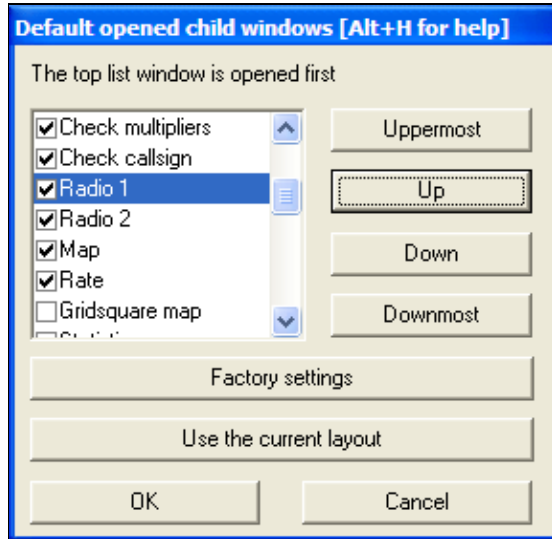 Default opened child windows [Alt+H for help]
The top list window is opened first
Check multipliers
Check callsign
Radio 1
Radio 2
Map
Rate
Gridsquare map
Uppermost
Up
Down
Downmost
Factory settings
Use the current layout
OK
Cancel